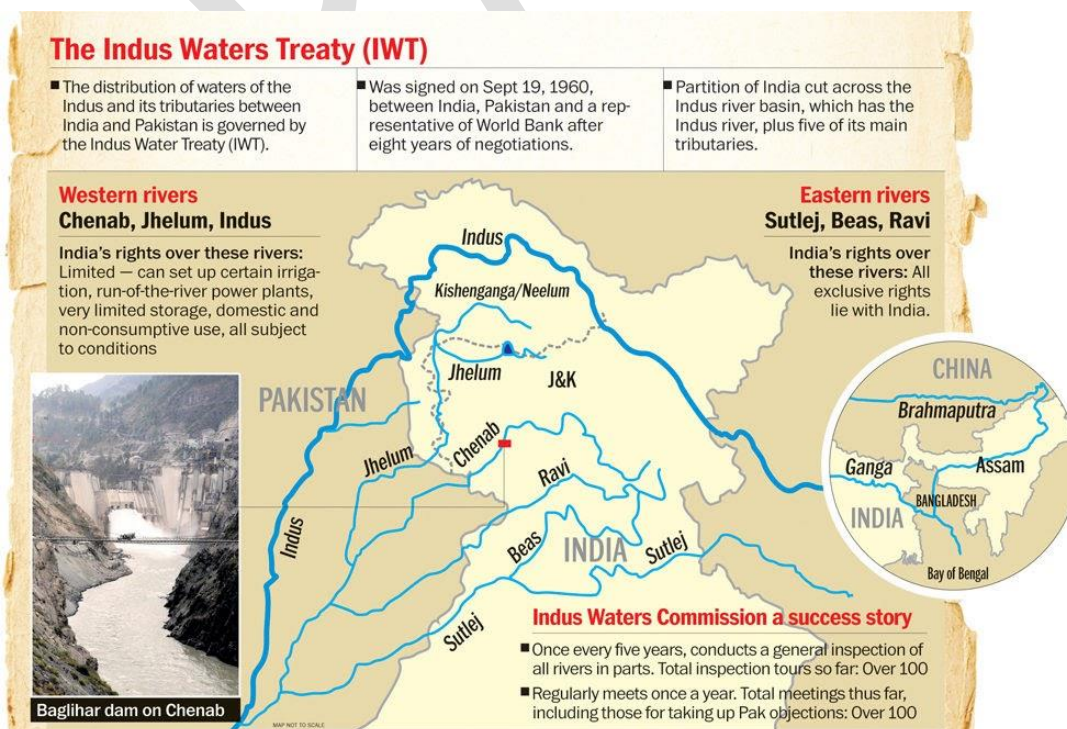 The Indus Waters Treaty (IWT)
■ The distribution of waters of the
Indus and its tributaries between
India and Pakistan is governed by
the Indus Water Treaty (IWT).
■ Was signed on Sept 19, 1960,
between India, Pakistan and a rep-
resentative of World Bank after
eight years of negotiations.
■ Partition of India cut across the
Indus river basin, which has the
Indus river, plus five of its main
tributaries.
Western rivers
Chenab, Jhelum, Indus
India's rights over these rivers:
Limited — can set up certain irriga-
tion, run-of-the-river power plants,
very limited storage, domestic and
non-consumptive use, all subject
to conditions
Eastern rivers
Sutlej, Beas, Ravi
India's rights over
these rivers: All
exclusive rights
lie with India.
Indus
Kishenganga/Neelum
Jhelum
J&K
PAKISTAN
Chenab
Jhelum
Ravi
Indus
Beas
INDIA
Sutlej
Sutlej
CHINA
Brahmaputra
Ganga
Assam
BANGLADESH
INDIA
Bay of Bengal
Indus Waters Commission a success story
■ Once every five years, conducts a general inspection of
all rivers in parts. Total inspection tours so far: Over 100
■ Regularly meets once a year. Total meetings thus far,
including those for taking up Pak objections: Over 100
Baglihar dam on Chenab
MAP NOT TO SCALE